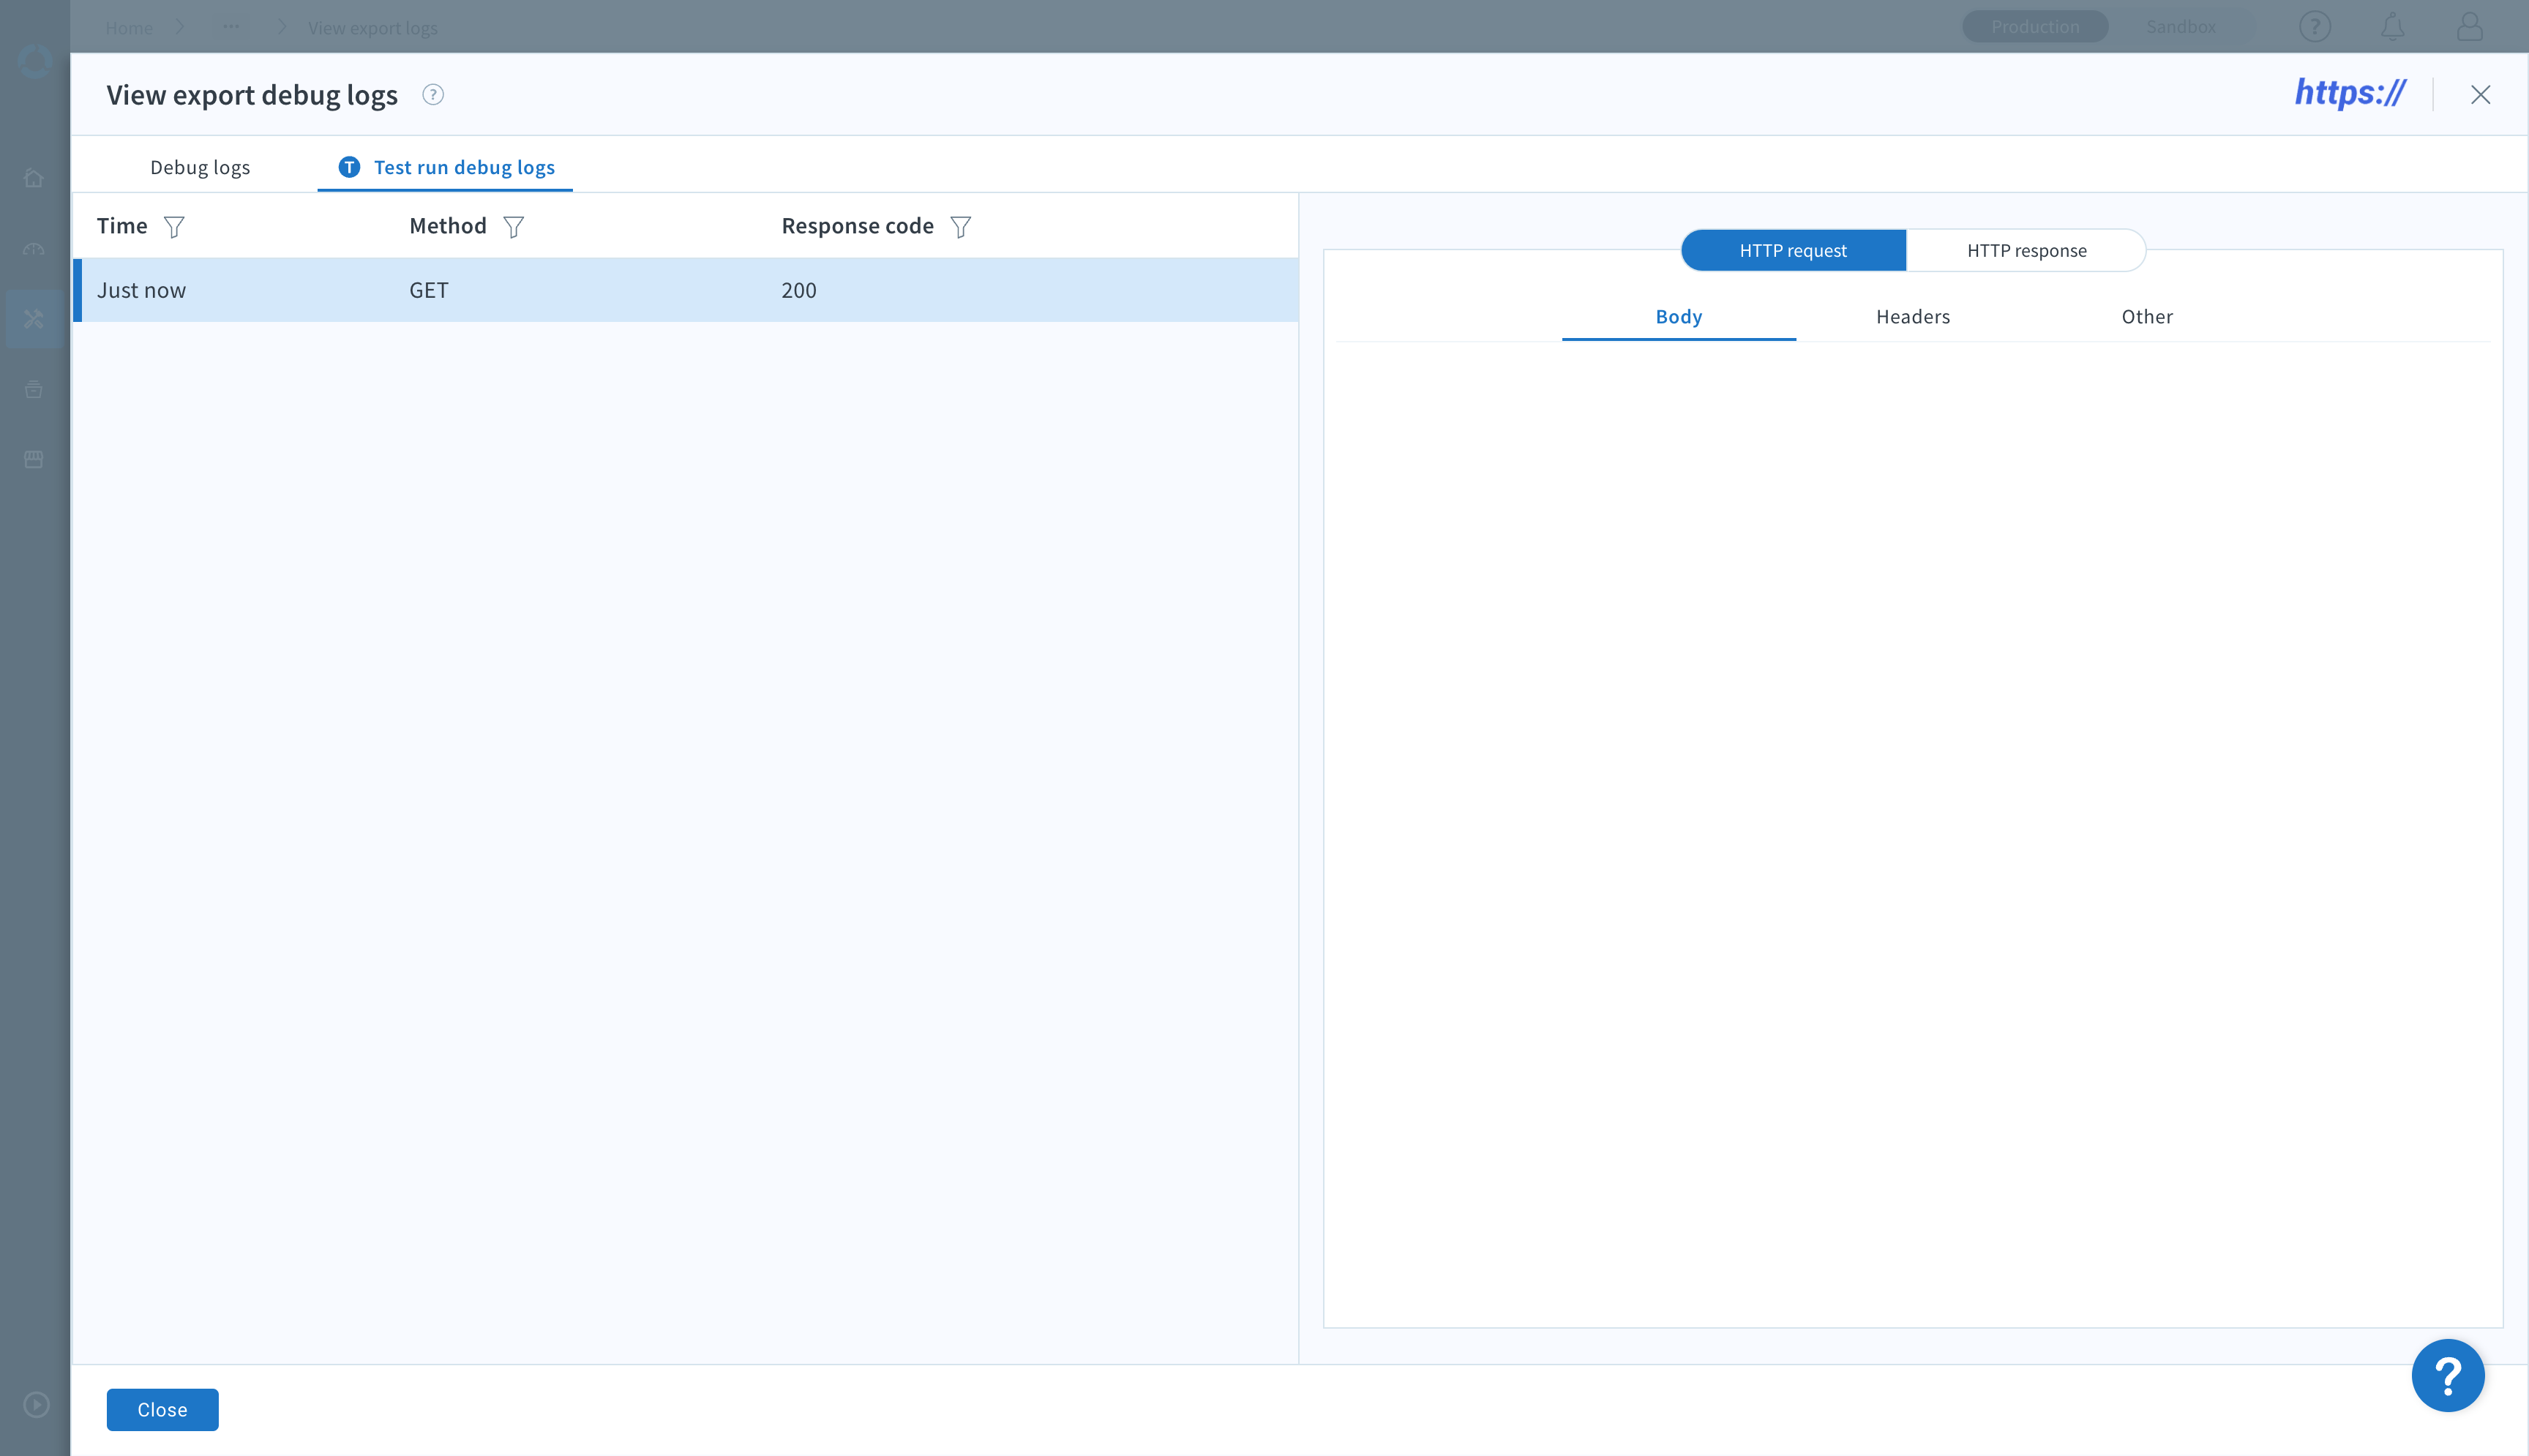 Home ... View export logs Production Sandbox ?
View export debug logs ? https://
Debug logs T Test run debug logs
Time Method Response code
HTTP request HTTP response
Just now GET 200
Body Headers Other
?
Close